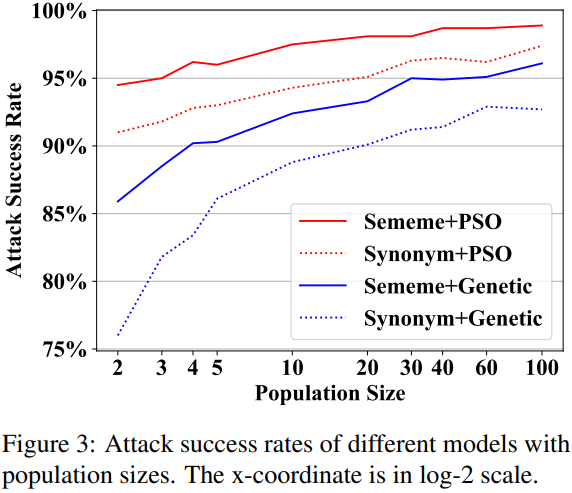 100%
95%
90%
85%
80%
75%
Attack Success Rate
Sememe+PSO
Synonym+PSO
Sememe+Genetic
Synonym+Genetic
2 3 4 5 10 20 30 40 60 100
Population Size
Figure 3: Attack success rates of different models with
population sizes. The x-coordinate is in log-2 scale.